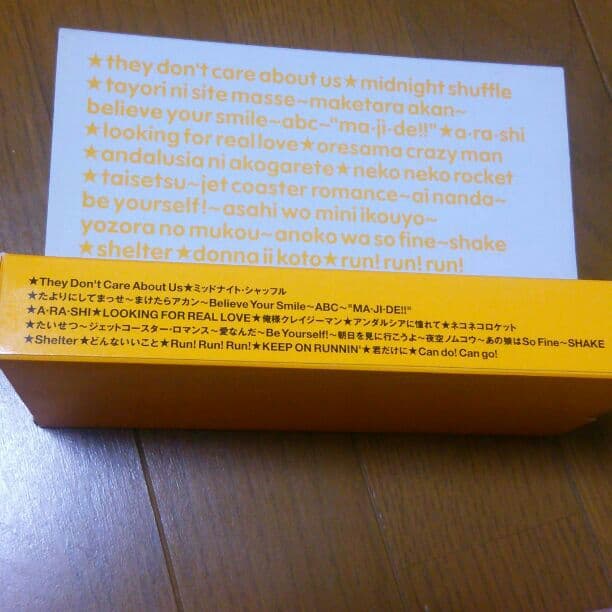 ★they don't care about us★midnight shuffle
★tayori ni site masse~maketara akan~
believe your smile~abc~"ma·ji·de!!"★a·ra·shi
★looking for real love★oresama crazy man
★andalusia ni akogarete★neko neko rocket
★taisetsu~jet coaster romance~ai nanda~
be yourself!~asahi wo mini ikouyo~
yozora no mukou~anoko wa so fine~shake
★shelter★donna ii koto★run! run! run!
★They Don't Care About Us★ミッドナイト・シャッフル
★たよりにしてまっせ~まけたらアカン~Believe Your Smile~ABC~"MA・JI・DE!!"
★A・RA・SHI★LOOKING FOR REAL LOVE★俺様クレイジーマン★アンダルシアに憧れて★ネコネコロケット
★たいせつ~ジェットコースター・ロマンス~愛なんだ~Be Yourself!~朝日を見に行こうよ~夜空ノムコウ~あの娘はSo Fine~SHAKE
★Shelter★どんないいこと★Run! Run! Run!★KEEP ON RUNNIN'★君だけに★Can do! Can go!